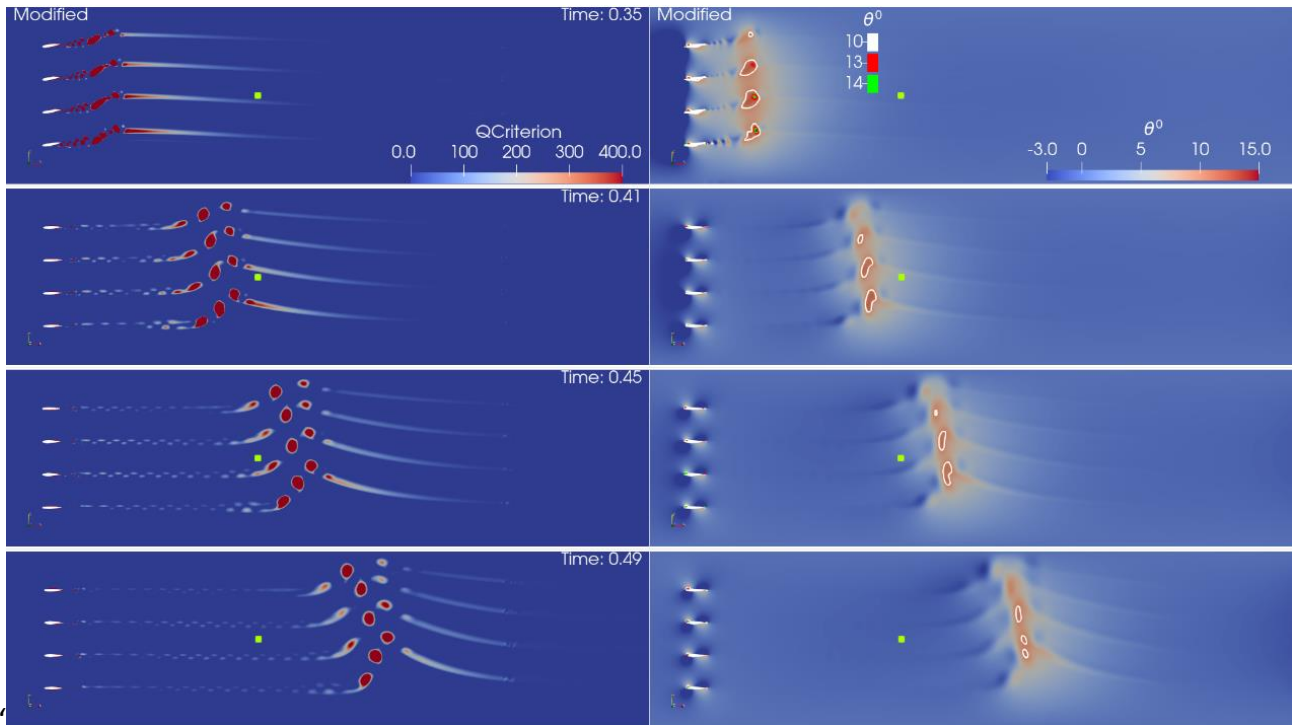 Modified
Time: 0.35
QCriterion
0.0 100 200 300 400.0
Modified
θ⁰
10-
13-
14-
θ⁰
-3.0 0 5 10 15.0
Time: 0.41
Time: 0.45
Time: 0.49
“